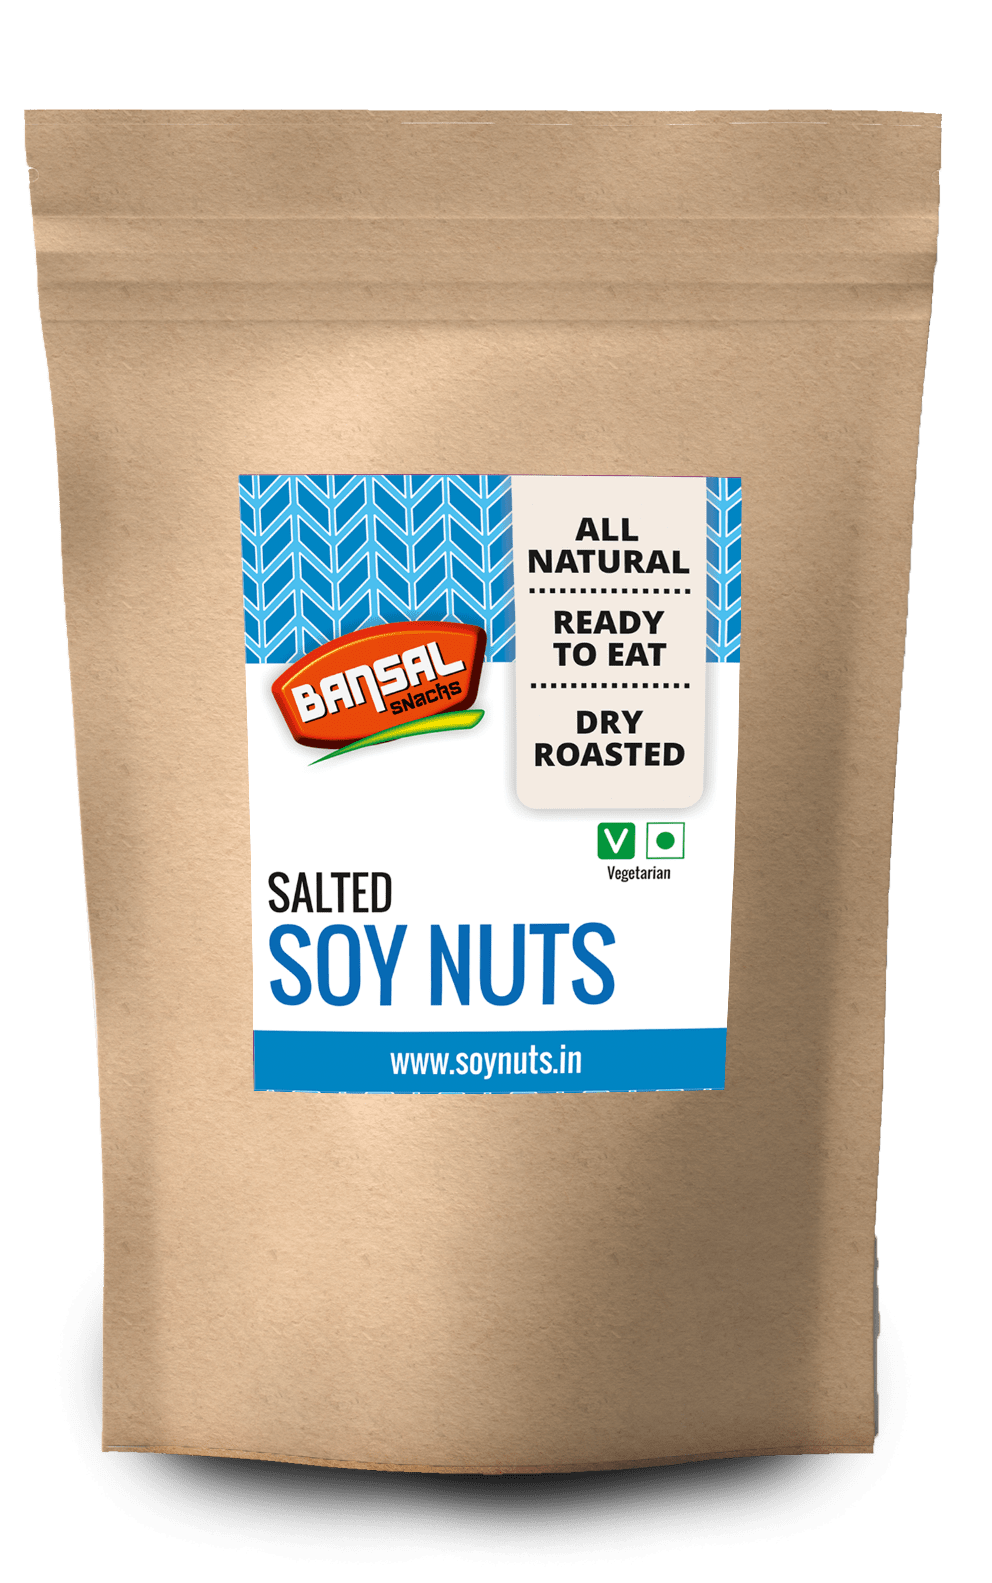 ALL
NATURAL
READY
TO EAT
DRY
ROASTED
BANSAL
SNacks
V
Vegetarian
SALTED
SOY NUTS
www.soynuts.in